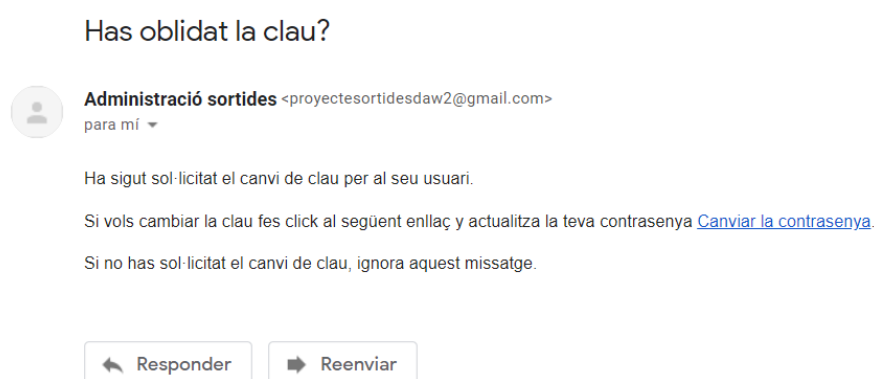 Has oblidat la clau?
Administració sortides <proyectesortidesdaw2@gmail.com>
para mí
Ha sigut sol·licitat el canvi de clau per al seu usuari.
Si vols cambiar la clau fes click al següent enllaç y actualitza la teva contrasenya Canviar la contrasenya.
Si no has sol·licitat el canvi de clau, ignora aquest missatge.
Responder Reenviar